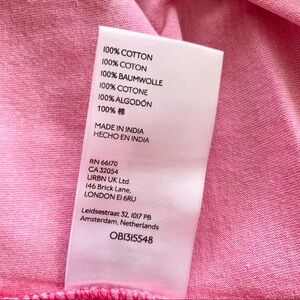 100% COTTON
100% COTON
100% BAUMWOLLE
100% COTONE
100% ALGODÓN
100% 棉
MADE IN INDIA
HECHO EN INDIA
RN 66170
CA 32054
URBN UK Ltd
146 Brick Lane,
LONDON E1 6RU
Leidsestraat 32, 1017 PB
Amsterdam, Netherlands
OB1315548